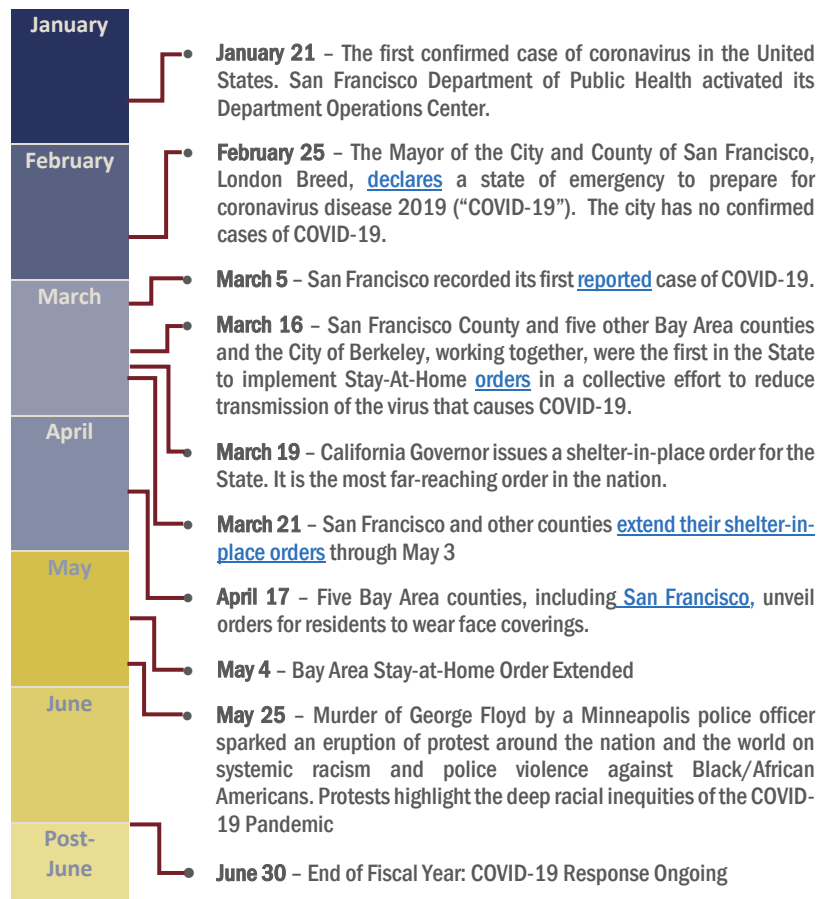 January
January 21 – The first confirmed case of coronavirus in the United
States. San Francisco Department of Public Health activated its
Department Operations Center.
February
February 25 – The Mayor of the City and County of San Francisco,
London Breed, declares a state of emergency to prepare for
coronavirus disease 2019 (“COVID-19”). The city has no confirmed
cases of COVID-19.
March
March 5 – San Francisco recorded its first reported case of COVID-19.
March 16 – San Francisco County and five other Bay Area counties
and the City of Berkeley, working together, were the first in the State
to implement Stay-At-Home orders in a collective effort to reduce
transmission of the virus that causes COVID-19.
April
March 19 – California Governor issues a shelter-in-place order for the
State. It is the most far-reaching order in the nation.
March 21 – San Francisco and other counties extend their shelter-in-
place orders through May 3
May
April 17 – Five Bay Area counties, including San Francisco, unveil
orders for residents to wear face coverings.
May 4 – Bay Area Stay-at-Home Order Extended
June
May 25 – Murder of George Floyd by a Minneapolis police officer
sparked an eruption of protest around the nation and the world on
systemic racism and police violence against Black/African
Americans. Protests highlight the deep racial inequities of the COVID-
19 Pandemic
Post-
June
June 30 – End of Fiscal Year: COVID-19 Response Ongoing